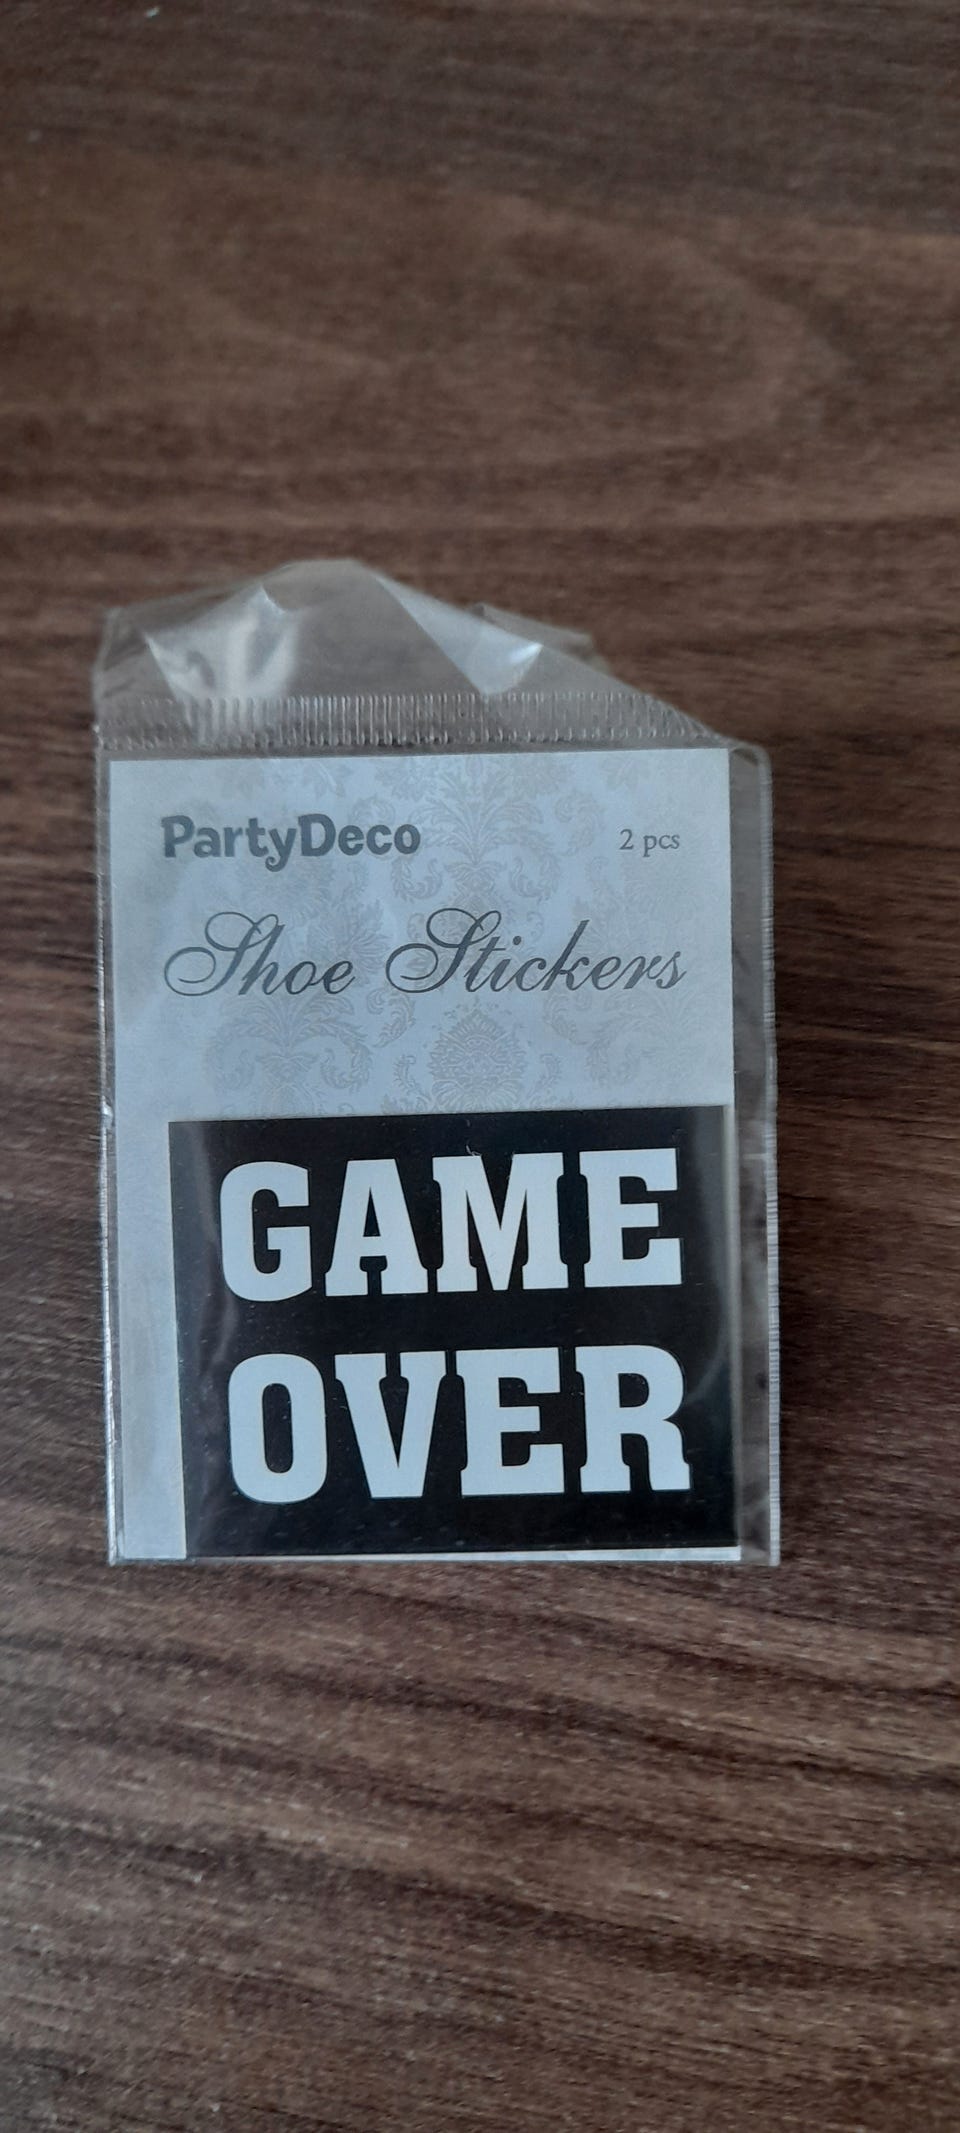 PartyDeco
2 pcs
Shoe Stickers
GAME
OVER